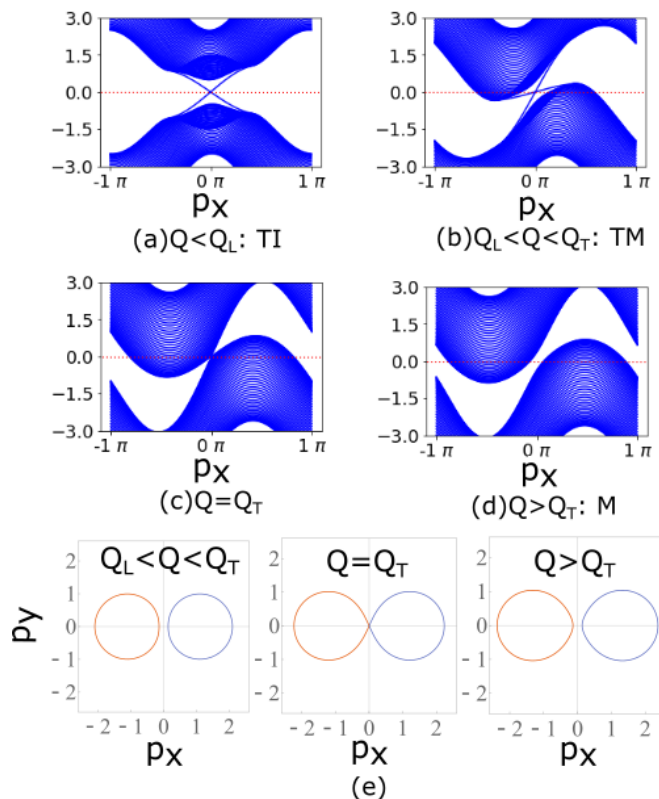 3.0
1.5
0.0
−1.5
−3.0
-1 π 0 π 1 π
px
(a)Q<QL: TI
3.0
1.5
0.0
−1.5
−3.0
-1 π 0 π 1 π
px
(b)QL<Q<QT: TM
3.0
1.5
0.0
−1.5
−3.0
-1 π 0 π 1 π
px
(c)Q=QT
3.0
1.5
0.0
−1.5
−3.0
-1 π 0 π 1 π
px
(d)Q>QT: M
QL<Q<QT
py
2
1
0
- 1
- 2
- 2 - 1 0 1 2
px
Q=QT
2
1
0
- 1
- 2
- 2 - 1 0 1 2
px
Q>QT
2
1
0
- 1
- 2
- 2 - 1 0 1 2
px
(e)